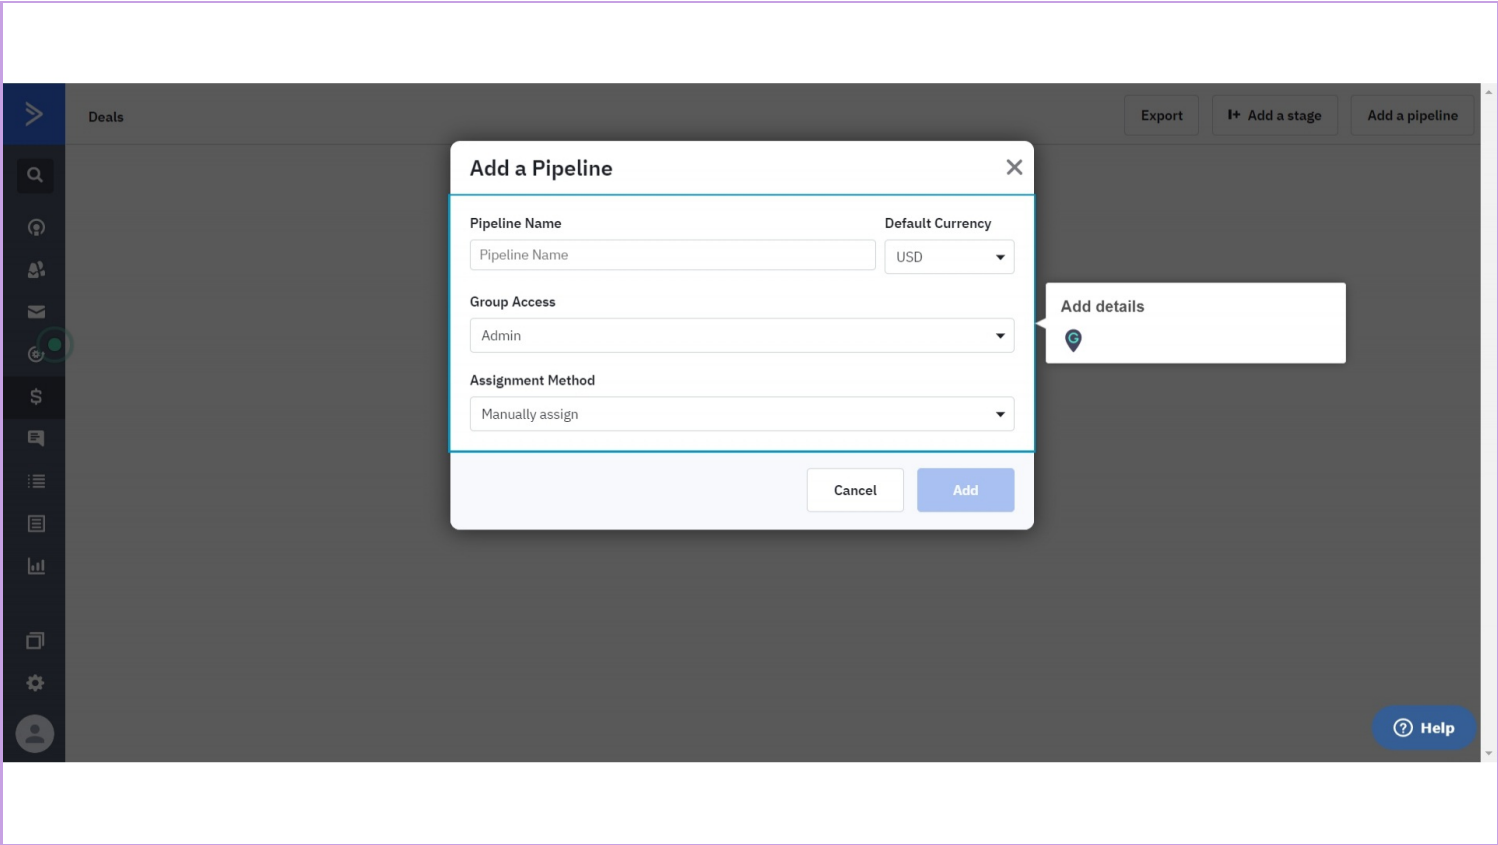 Deals
Export
Add a stage
Add a pipeline
Add a Pipeline
Pipeline Name
Default Currency
Pipeline Name
USD
Group Access
Admin
Add details
G
Assignment Method
Manually assign
Cancel
Add
Help